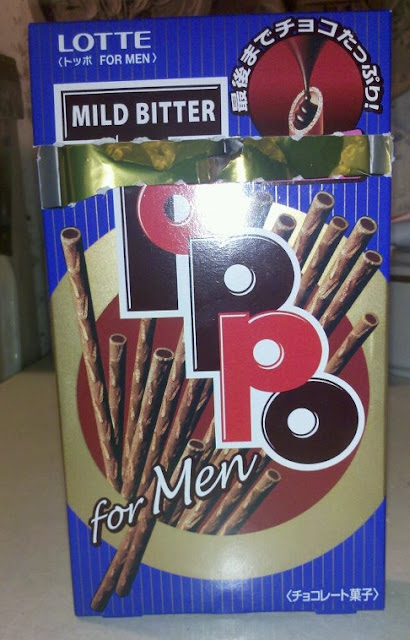 LOTTE
〈トッポ FOR MEN〉
最後までチョコたっぷり!
MILD BITTER
oppo
for Men
〈チョコレート菓子〉